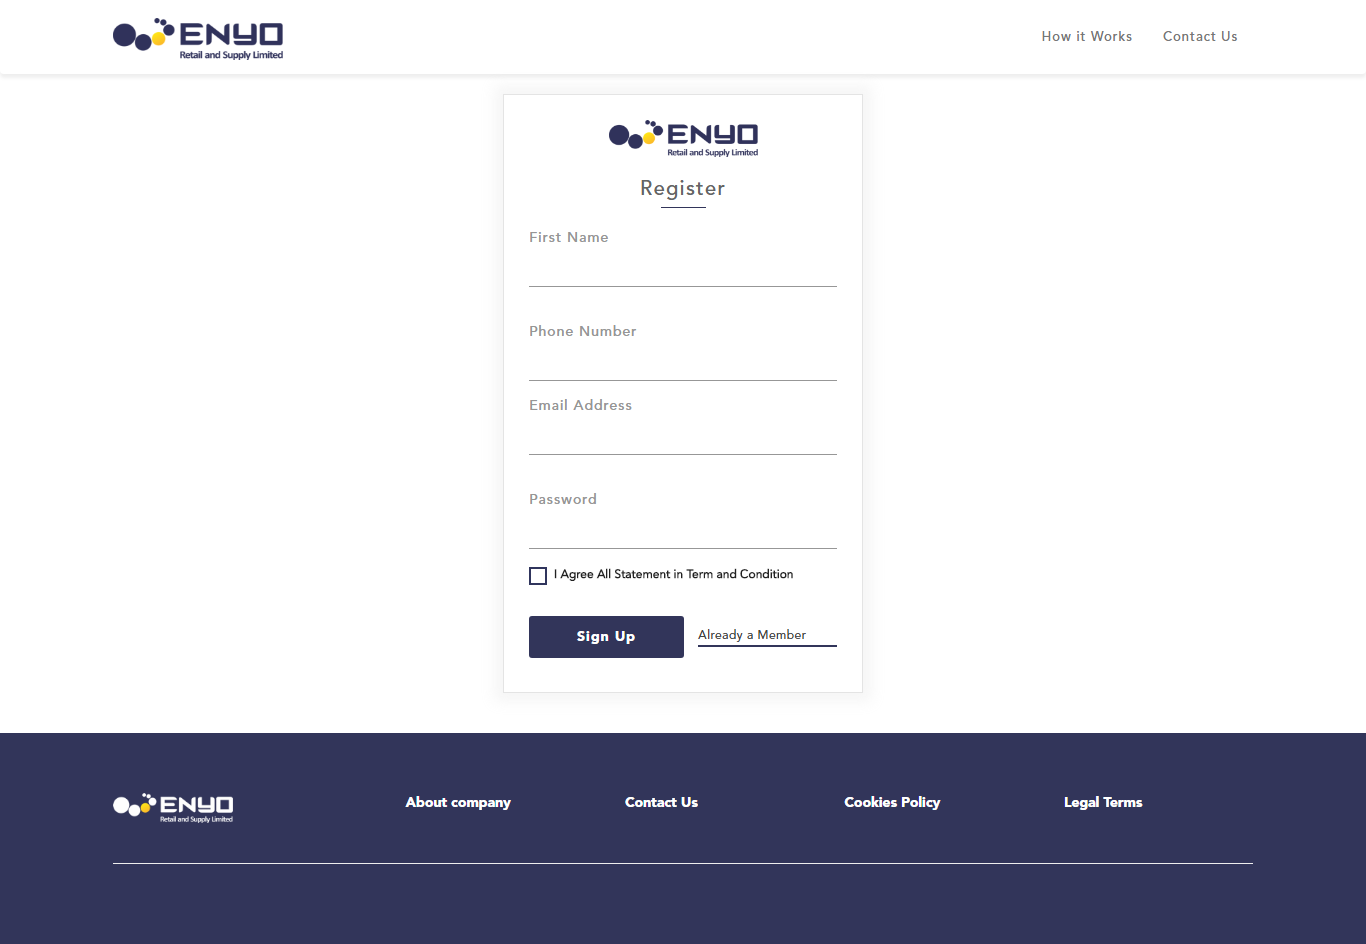 ENYO
Retail and Supply Limited
How it Works
Contact Us
ENYO
Retail and Supply Limited
Register
First Name
Phone Number
Email Address
Password
I Agree All Statement in Term and Condition
Sign Up
Already a Member
ENYO
Retail and Supply Limited
About company
Contact Us
Cookies Policy
Legal Terms